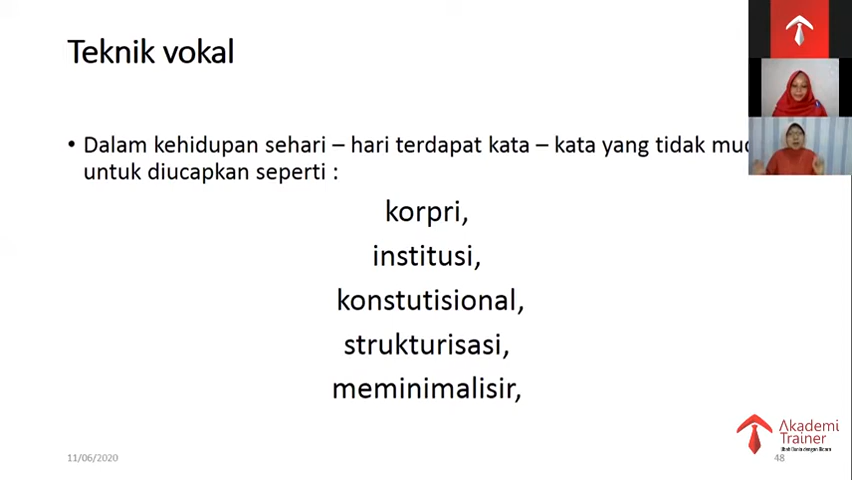 Teknik vokal
• Dalam kehidupan sehari – hari terdapat kata – kata yang tidak
untuk diucapkan seperti :
korpri,
institusi,
konstutisional,
strukturisasi,
meminimalisir,
Akademi
Trainer
11/06/2020
48